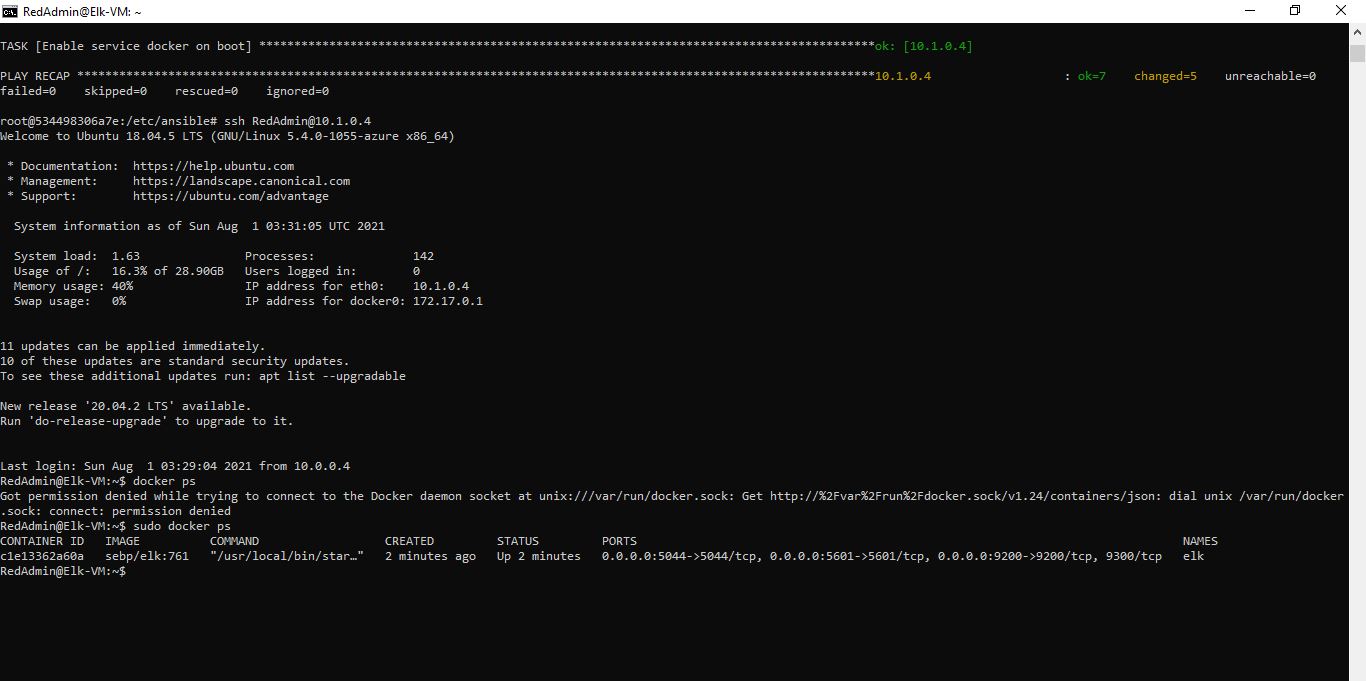 RedAdmin@Elk-VM: ~
TASK [Enable service docker on boot] ****************************************************************************************ok: [10.1.0.4]
PLAY RECAP ******************************************************************************************************************10.1.0.4                   : ok=7    changed=5    unreachable=0
failed=0    skipped=0    rescued=0    ignored=0
root@534498306a7e:/etc/ansible# ssh RedAdmin@10.1.0.4
Welcome to Ubuntu 18.04.5 LTS (GNU/Linux 5.4.0-1055-azure x86_64)
* Documentation:  https://help.ubuntu.com
* Management:     https://landscape.canonical.com
* Support:        https://ubuntu.com/advantage
System information as of Sun Aug  1 03:31:05 UTC 2021
System load:  1.63               Processes:              142
Usage of /:   16.3% of 28.90GB   Users logged in:        0
Memory usage: 40%                IP address for eth0:    10.1.0.4
Swap usage:   0%                 IP address for docker0: 172.17.0.1
11 updates can be applied immediately.
10 of these updates are standard security updates.
To see these additional updates run: apt list --upgradable
New release '20.04.2 LTS' available.
Run 'do-release-upgrade' to upgrade to it.
Last login: Sun Aug  1 03:29:04 2021 from 10.0.0.4
RedAdmin@Elk-VM:~$ docker ps
Got permission denied while trying to connect to the Docker daemon socket at unix:///var/run/docker.sock: Get http://%2Fvar%2Frun%2Fdocker.sock/v1.24/containers/json: dial unix /var/run/docker
.sock: connect: permission denied
RedAdmin@Elk-VM:~$ sudo docker ps
CONTAINER ID   IMAGE          COMMAND                  CREATED         STATUS         PORTS                                                                              NAMES
c1e13362a60a   sebp/elk:761   "/usr/local/bin/star…"   2 minutes ago   Up 2 minutes   0.0.0.0:5044->5044/tcp, 0.0.0.0:5601->5601/tcp, 0.0.0.0:9200->9200/tcp, 9300/tcp   elk
RedAdmin@Elk-VM:~$